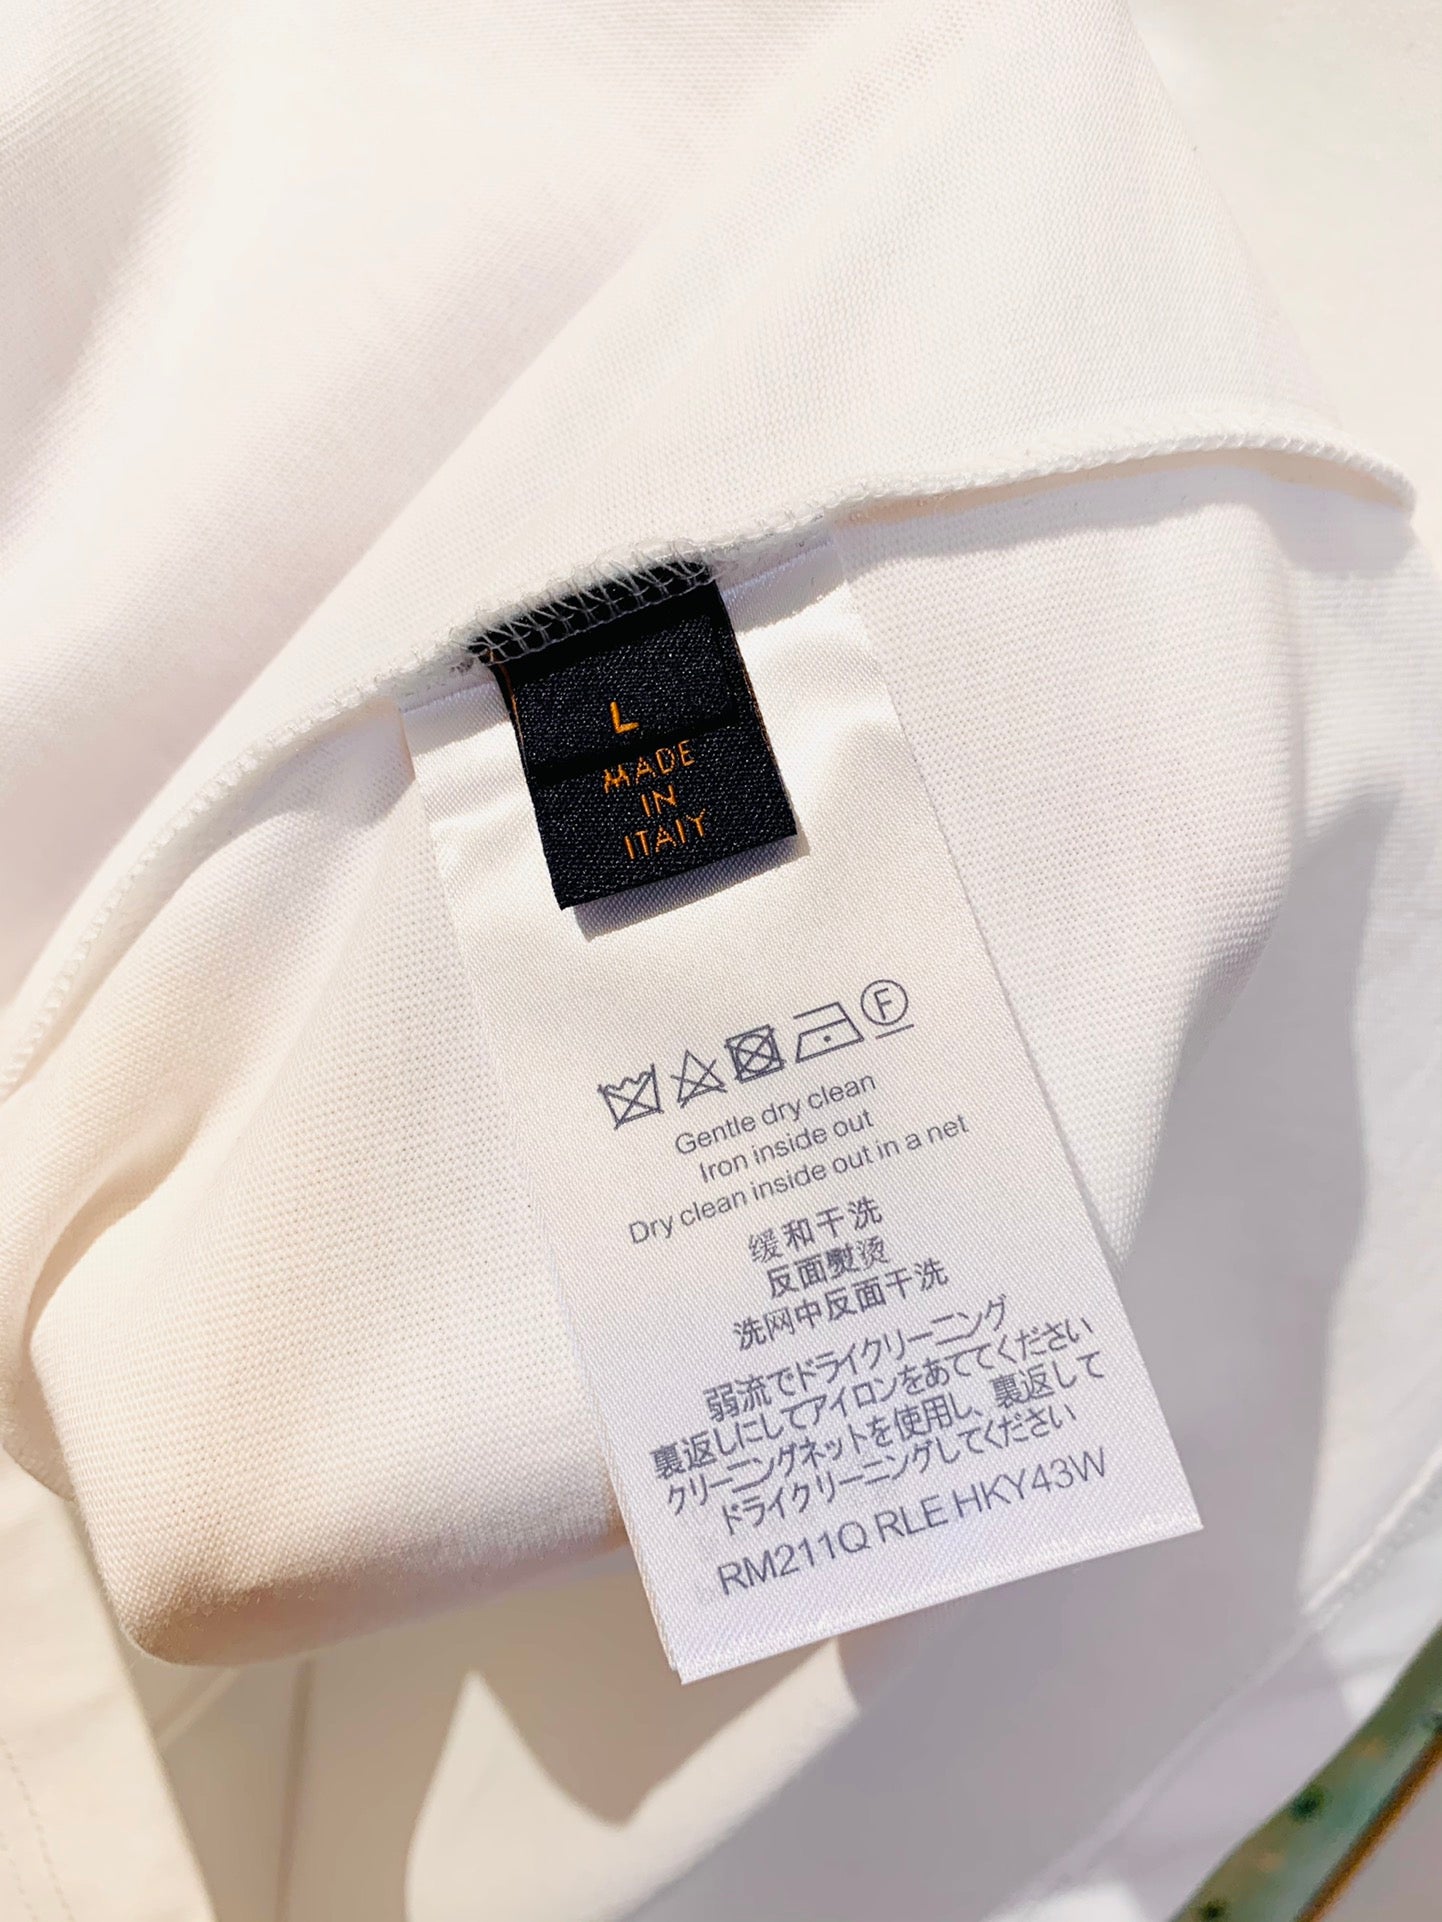 L
MADE
IN
ITALY
F
Gentle dry clean
Iron inside out
Dry clean inside out in a net
缓和干洗
反面熨烫
洗网中反面干洗
弱流でドライクリーニング
裏返しにしてアイロンをあててください
クリーニングネットを使用し、裏返して
ドライクリーニングしてください
RM211Q RLE HKY43W